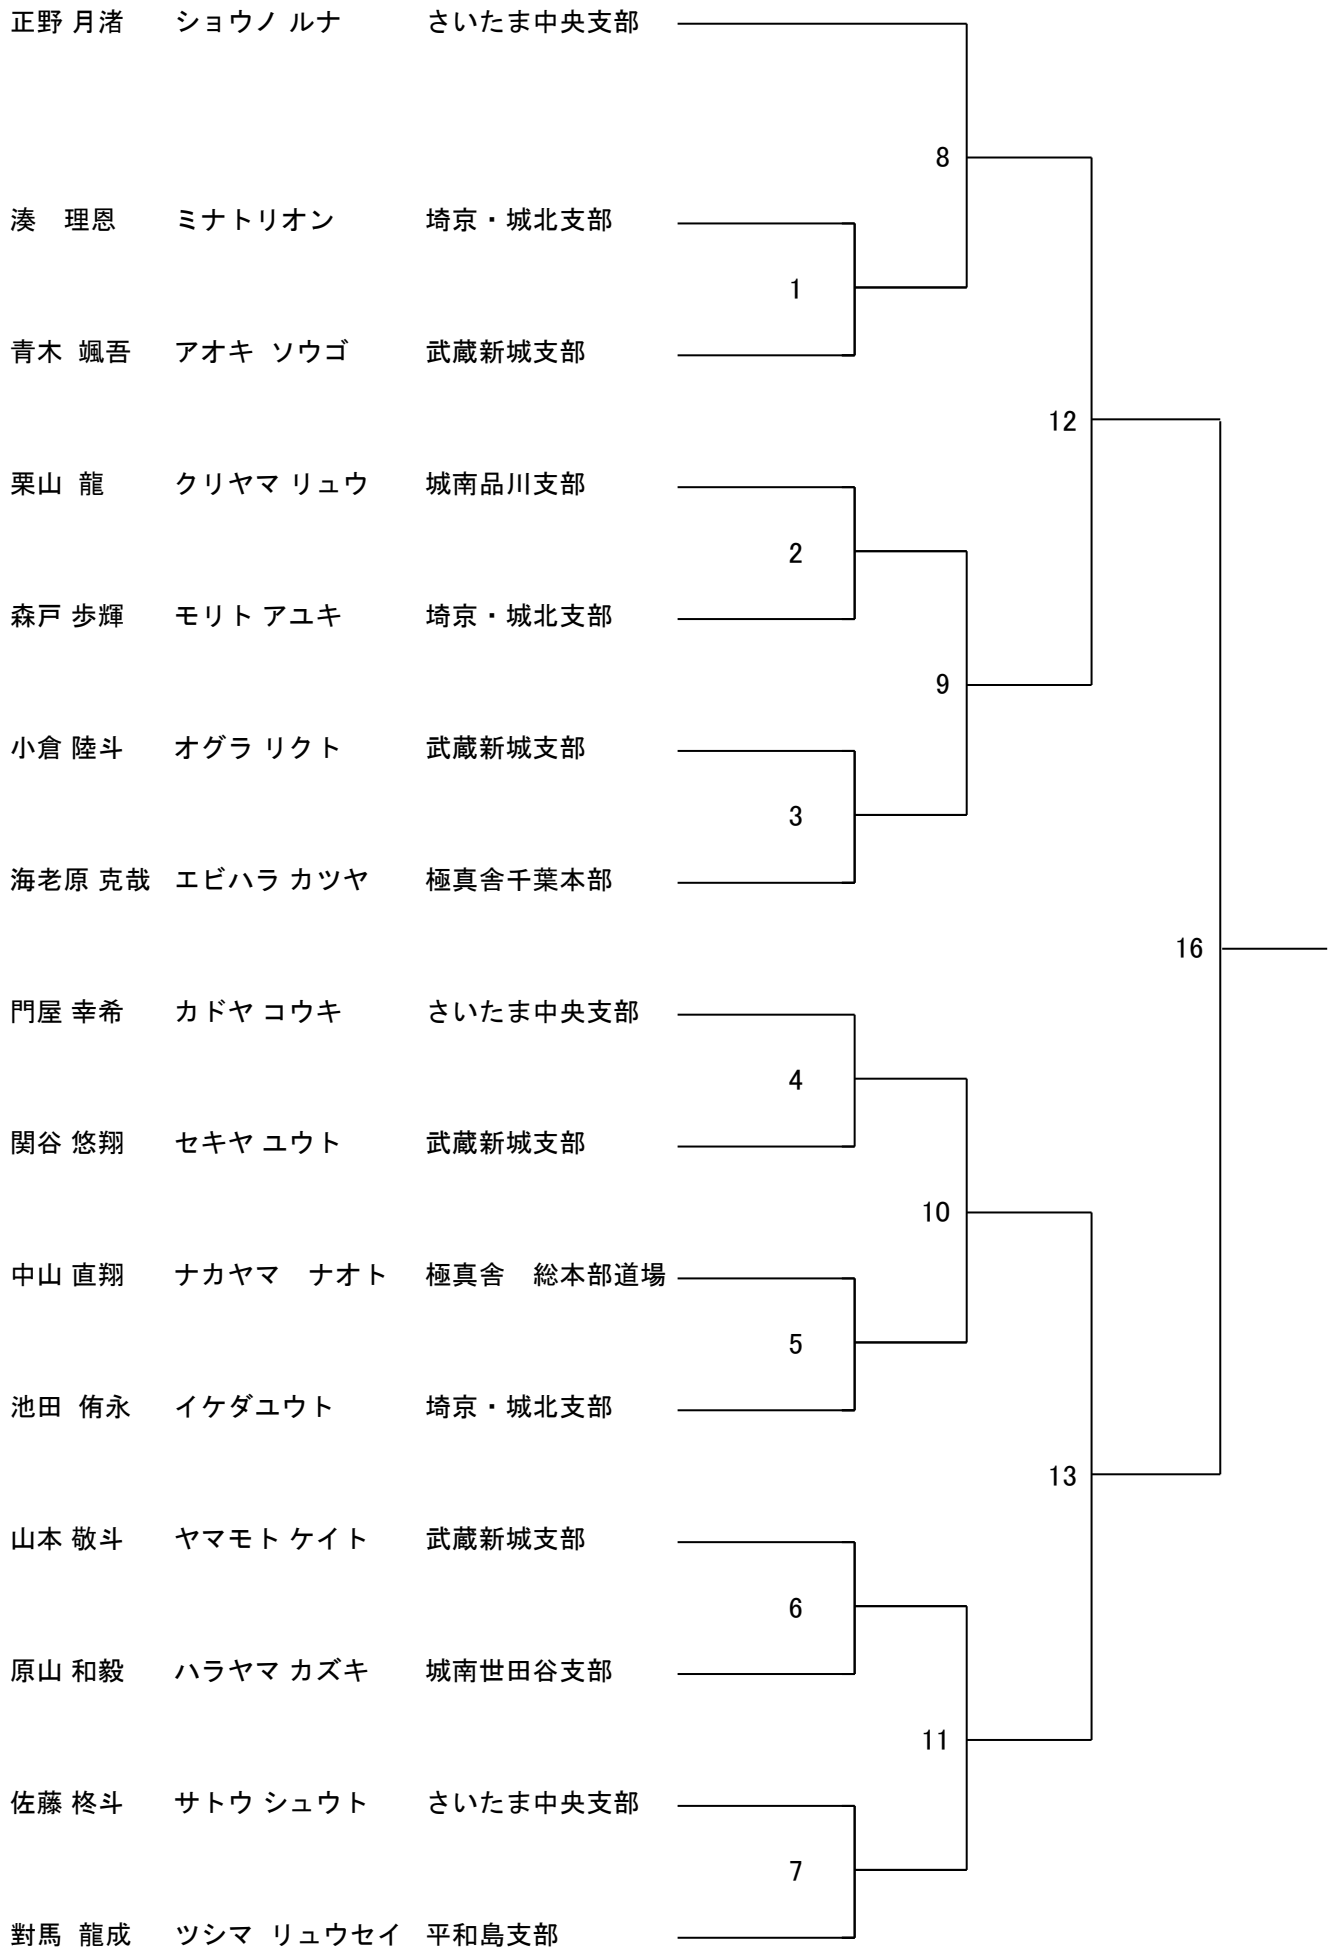 正野 月渚 ショウノ ルナ さいたま中央支部
8
湊　理恩 ミナトリオン 埼京・城北支部
1
青木 颯吾 アオキ ソウゴ 武蔵新城支部
12
栗山 龍 クリヤマ リュウ 城南品川支部
2
森戸 歩輝 モリト アユキ 埼京・城北支部
9
小倉 陸斗 オグラ リクト 武蔵新城支部
3
海老原 克哉 エビハラ カツヤ 極真舎千葉本部
16
門屋 幸希 カドヤ コウキ さいたま中央支部
4
関谷 悠翔 セキヤ ユウト 武蔵新城支部
10
中山 直翔 ナカヤマ　ナオト 極真舎　総本部道場
5
池田 侑永 イケダユウト 埼京・城北支部
13
山本 敬斗 ヤマモト ケイト 武蔵新城支部
6
原山 和毅 ハラヤマ カズキ 城南世田谷支部
11
佐藤 柊斗 サトウ シュウト さいたま中央支部
7
對馬 龍成 ツシマ リュウセイ 平和島支部